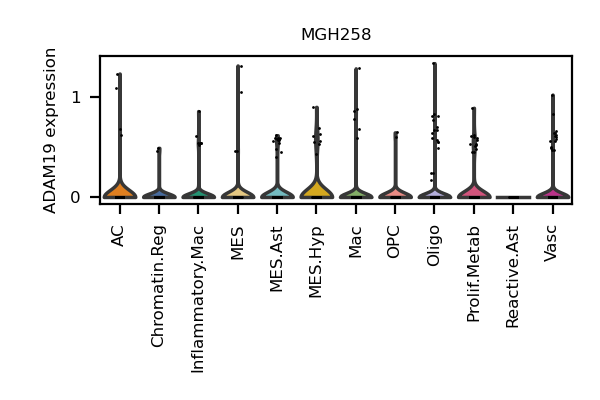 MGH258
ADAM19 expression
1
0
AC
Chromatin.Reg
Inflammatory.Mac
MES
MES.Ast
MES.Hyp
Mac
OPC
Oligo
Prolif.Metab
Reactive.Ast
Vasc